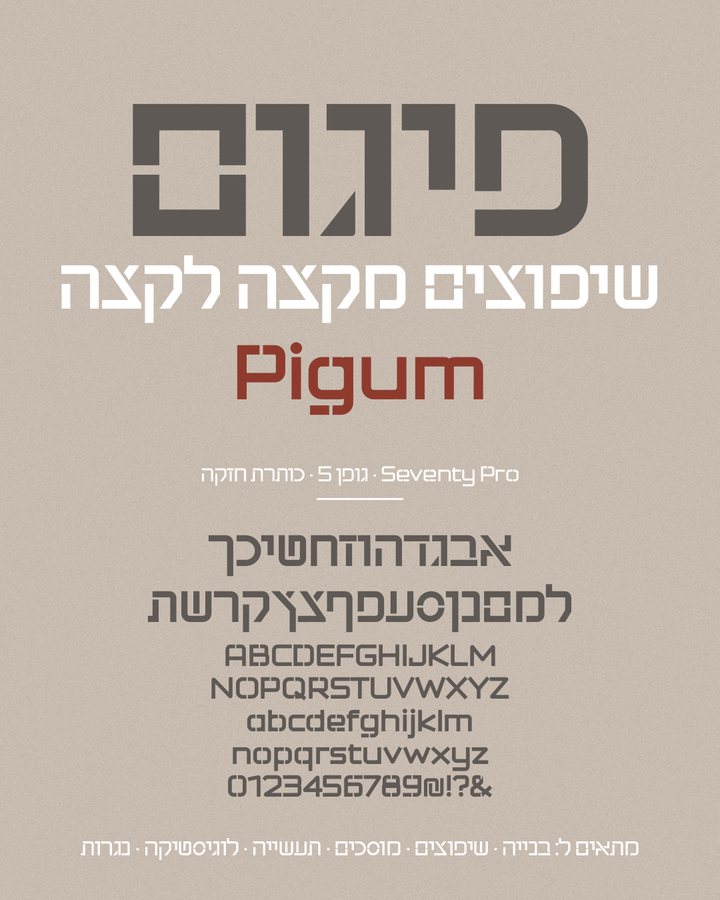 פיגום
שיפוצים מקצה לקצה
Pigum
Seventy Pro · גופן 5 · כותרת חזקה
אבגדהוזחטיכך
למםנןסעפףצץקרשת
ABCDEFGHIJKLM
NOPQRSTUVWXYZ
abcdefghijklm
nopqrstuvwxyz
0123456789₪!?&
מתאים ל: בנייה · שיפוצים · מוסכים · תעשייה · לוגיסטיקה · נגרות